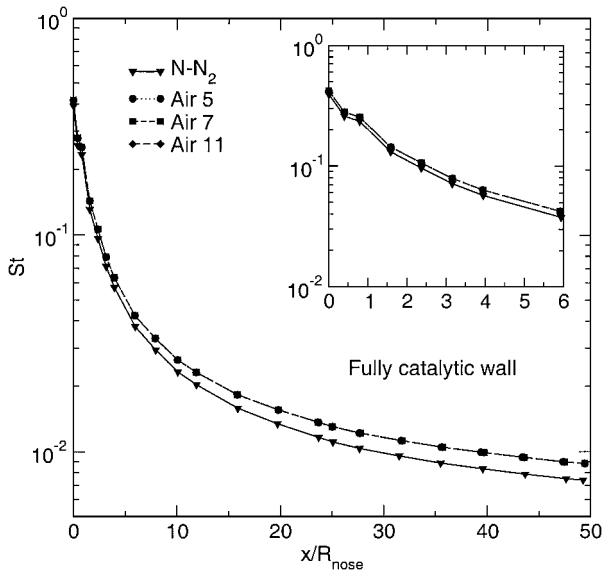 10^0
10^-1
10^-2
St
N-N_2
Air 5
Air 7
Air 11
10^0
10^-1
10^-2
0 1 2 3 4 5 6
Fully catalytic wall
0 10 20 30 40 50
x/R_nose